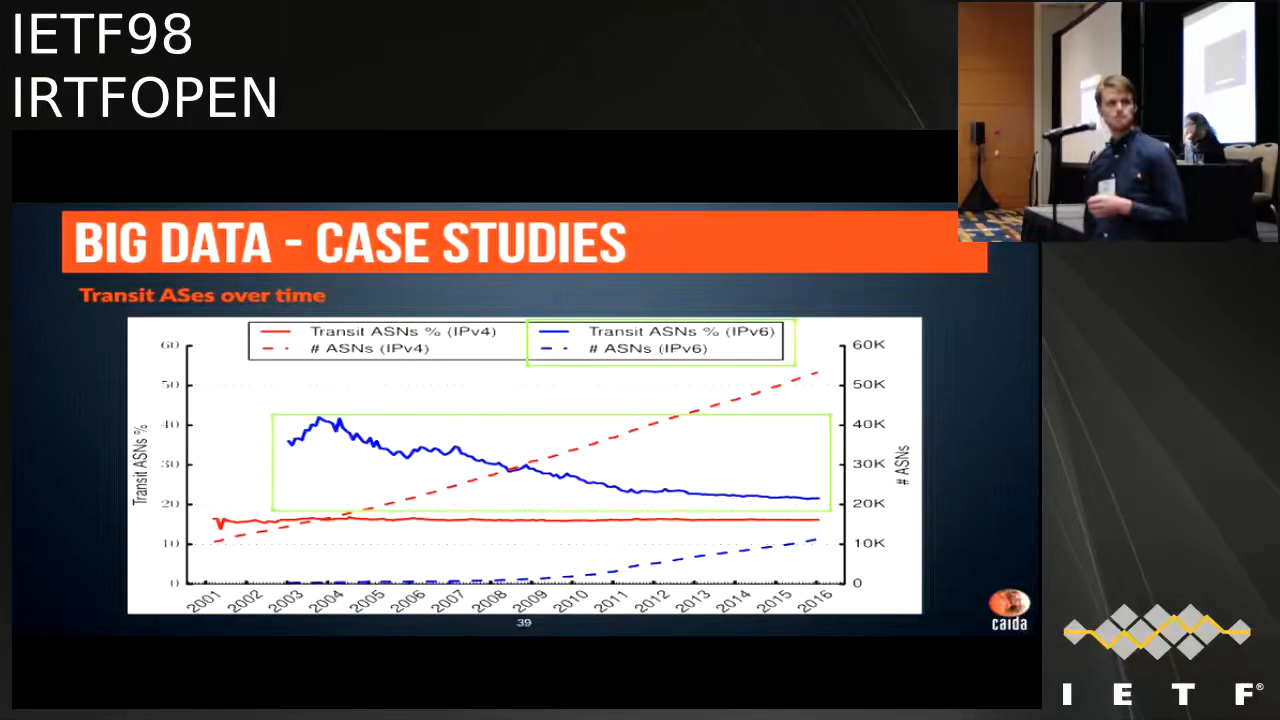 IETF98
IRTFOPEN
BIG DATA - CASE STUDIES
Transit ASes over time
Transit ASNs % (IPv4)
# ASNs (IPv4)
Transit ASNs % (IPv6)
# ASNs (IPv6)
60
50
40
30
20
10
0
Transit ASNs %
60K
50K
40K
30K
20K
10K
0
# ASNs
2001 2002 2003 2004 2005 2006 2007 2008 2009 2010 2011 2012 2013 2014 2015 2016
39
caida
I E T F®